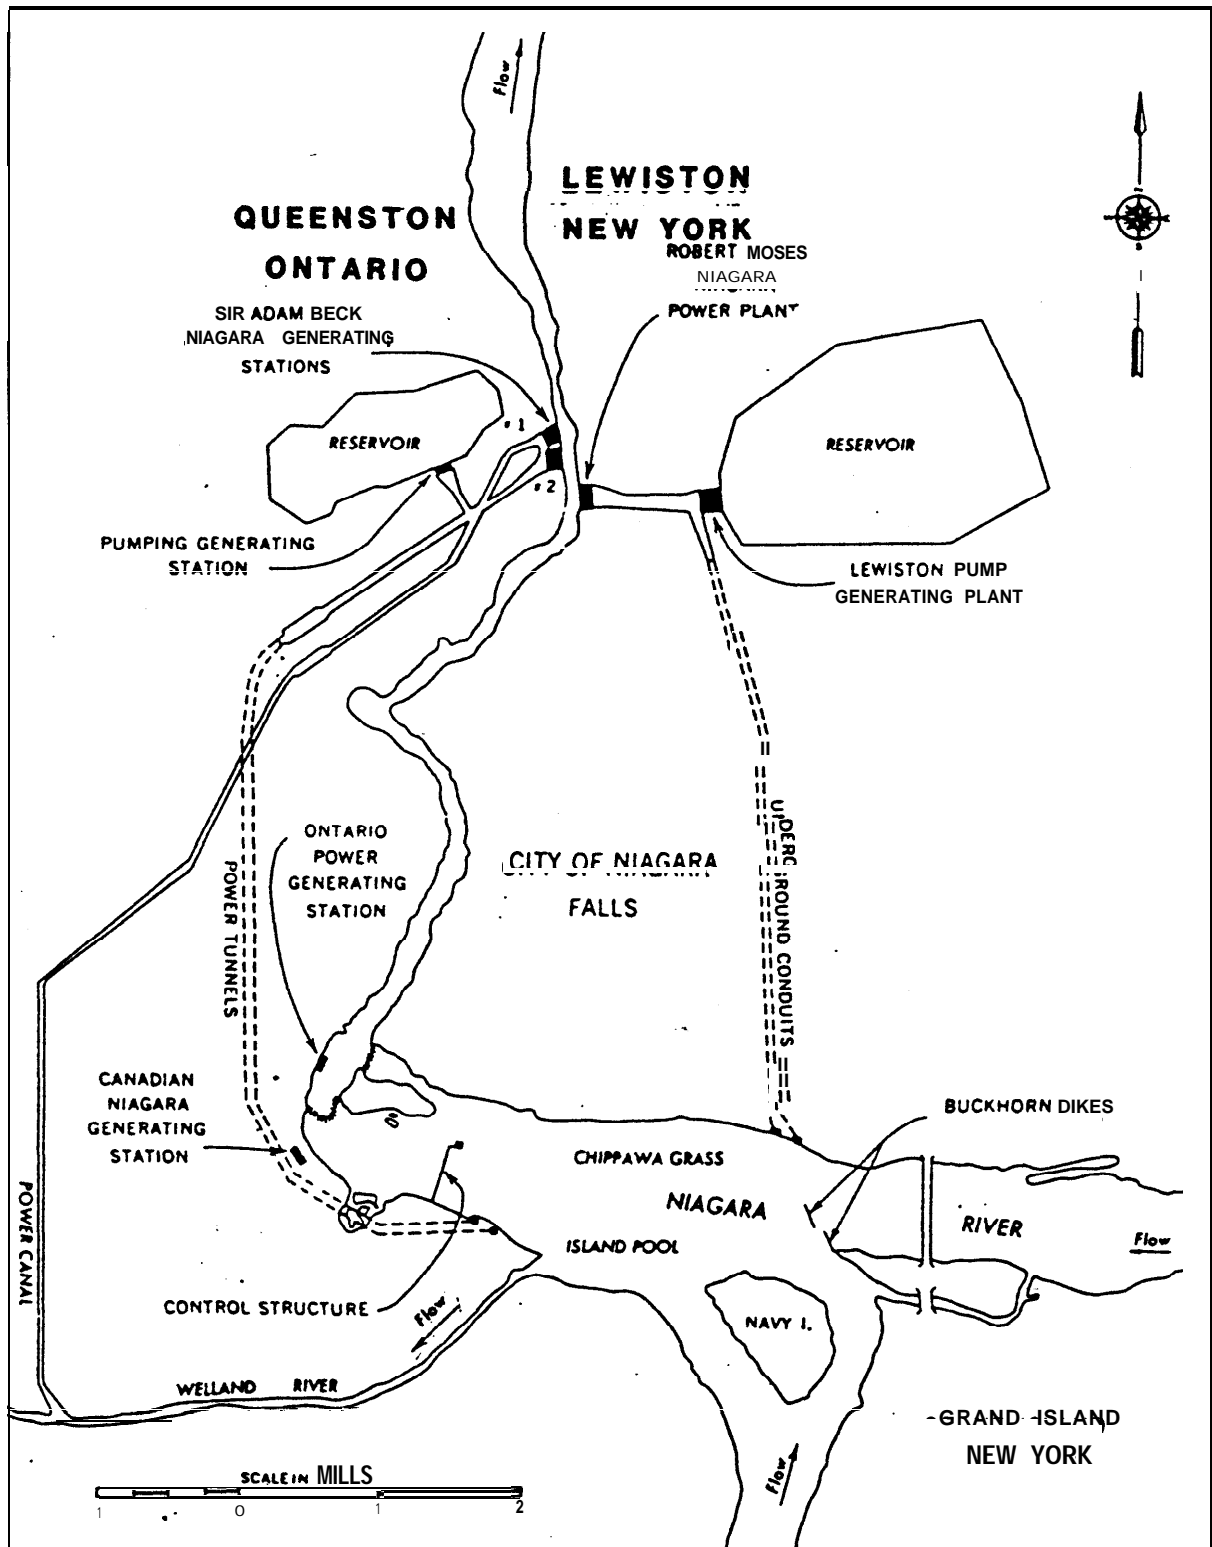 Flow
LEWISTON
NEW YORK
QUEENSTON
ONTARIO
ROBERT MOSES
NIAGARA
POWER PLANT
SIR ADAM BECK
NIAGARA GENERATING
STATIONS
RESERVOIR
#1
#2
RESERVOIR
PUMPING GENERATING
STATION
LEWISTON PUMP
GENERATING PLANT
ONTARIO
POWER
GENERATING
STATION
CITY OF NIAGARA
FALLS
POWER TUNNELS
UNDERGROUND CONDUITS
CANADIAN
NIAGARA
GENERATING
STATION
BUCKHORN DIKES
CHIPPAWA GRASS
NIAGARA
RIVER
ISLAND POOL
Flow
POWER CANAL
CONTROL STRUCTURE
Flow
NAVY I.
WELLAND RIVER
GRAND ISLAND
NEW YORK
Flow
SCALE IN MILLS
1 0 1 2